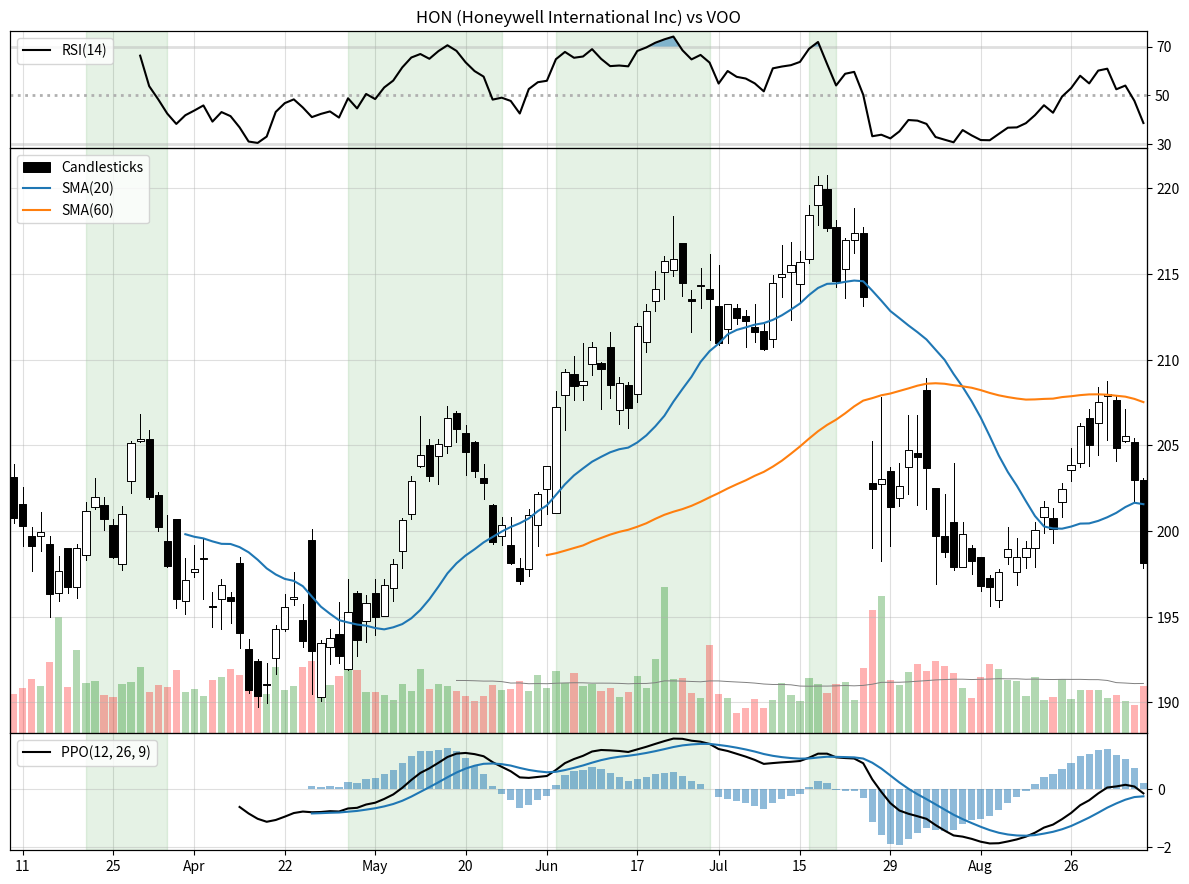 HON (Honeywell International Inc) vs VOO
RSI(14)
70
50
30
Candlesticks
SMA(20)
SMA(60)
220
215
210
205
200
195
190
PPO(12, 26, 9)
0
−2
11 25 Apr 22 May 20 Jun 17 Jul 15 29 Aug 26